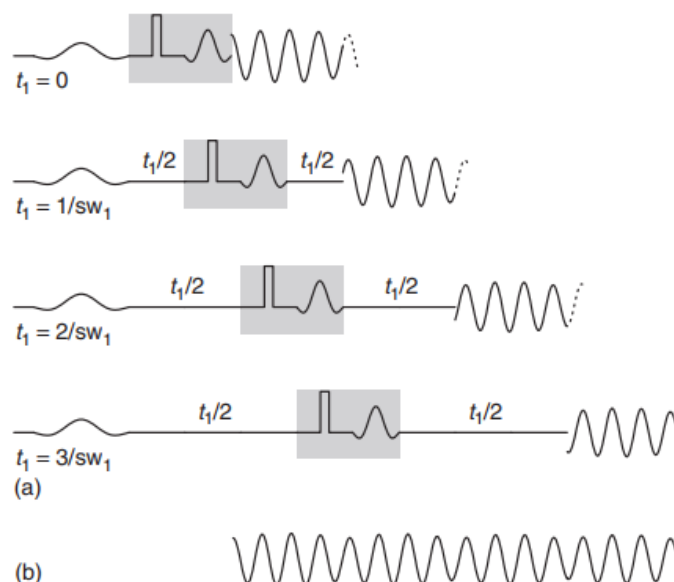 t₁ = 0
t₁/2 t₁/2
t₁ = 1/sw₁
t₁/2 t₁/2
t₁ = 2/sw₁
t₁/2 t₁/2
t₁ = 3/sw₁
(a)
(b)